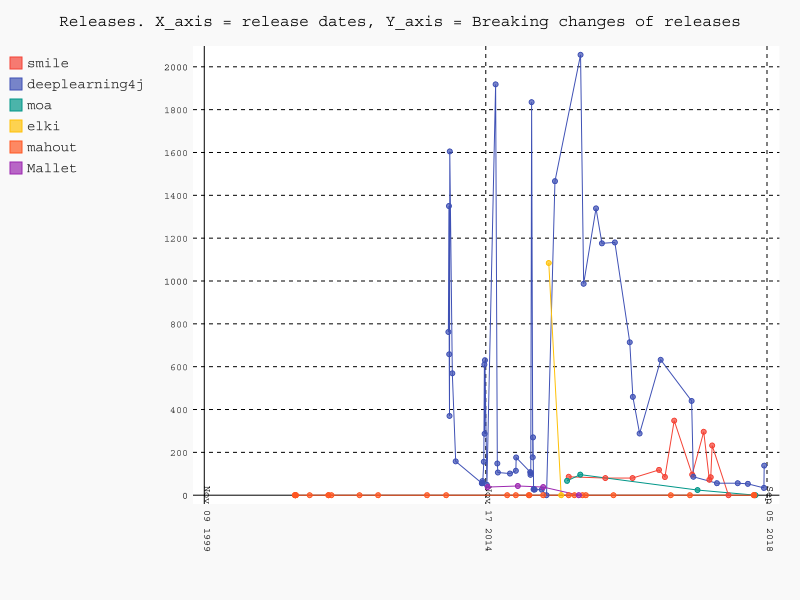 Releases. X_axis = release dates, Y_axis = Breaking changes of releases
smile
deeplearning4j
moa
elki
mahout
Mallet
2000
1800
1600
1400
1200
1000
800
600
400
200
0
Nov 09 1999
Nov 17 2014
Sep 05 2018